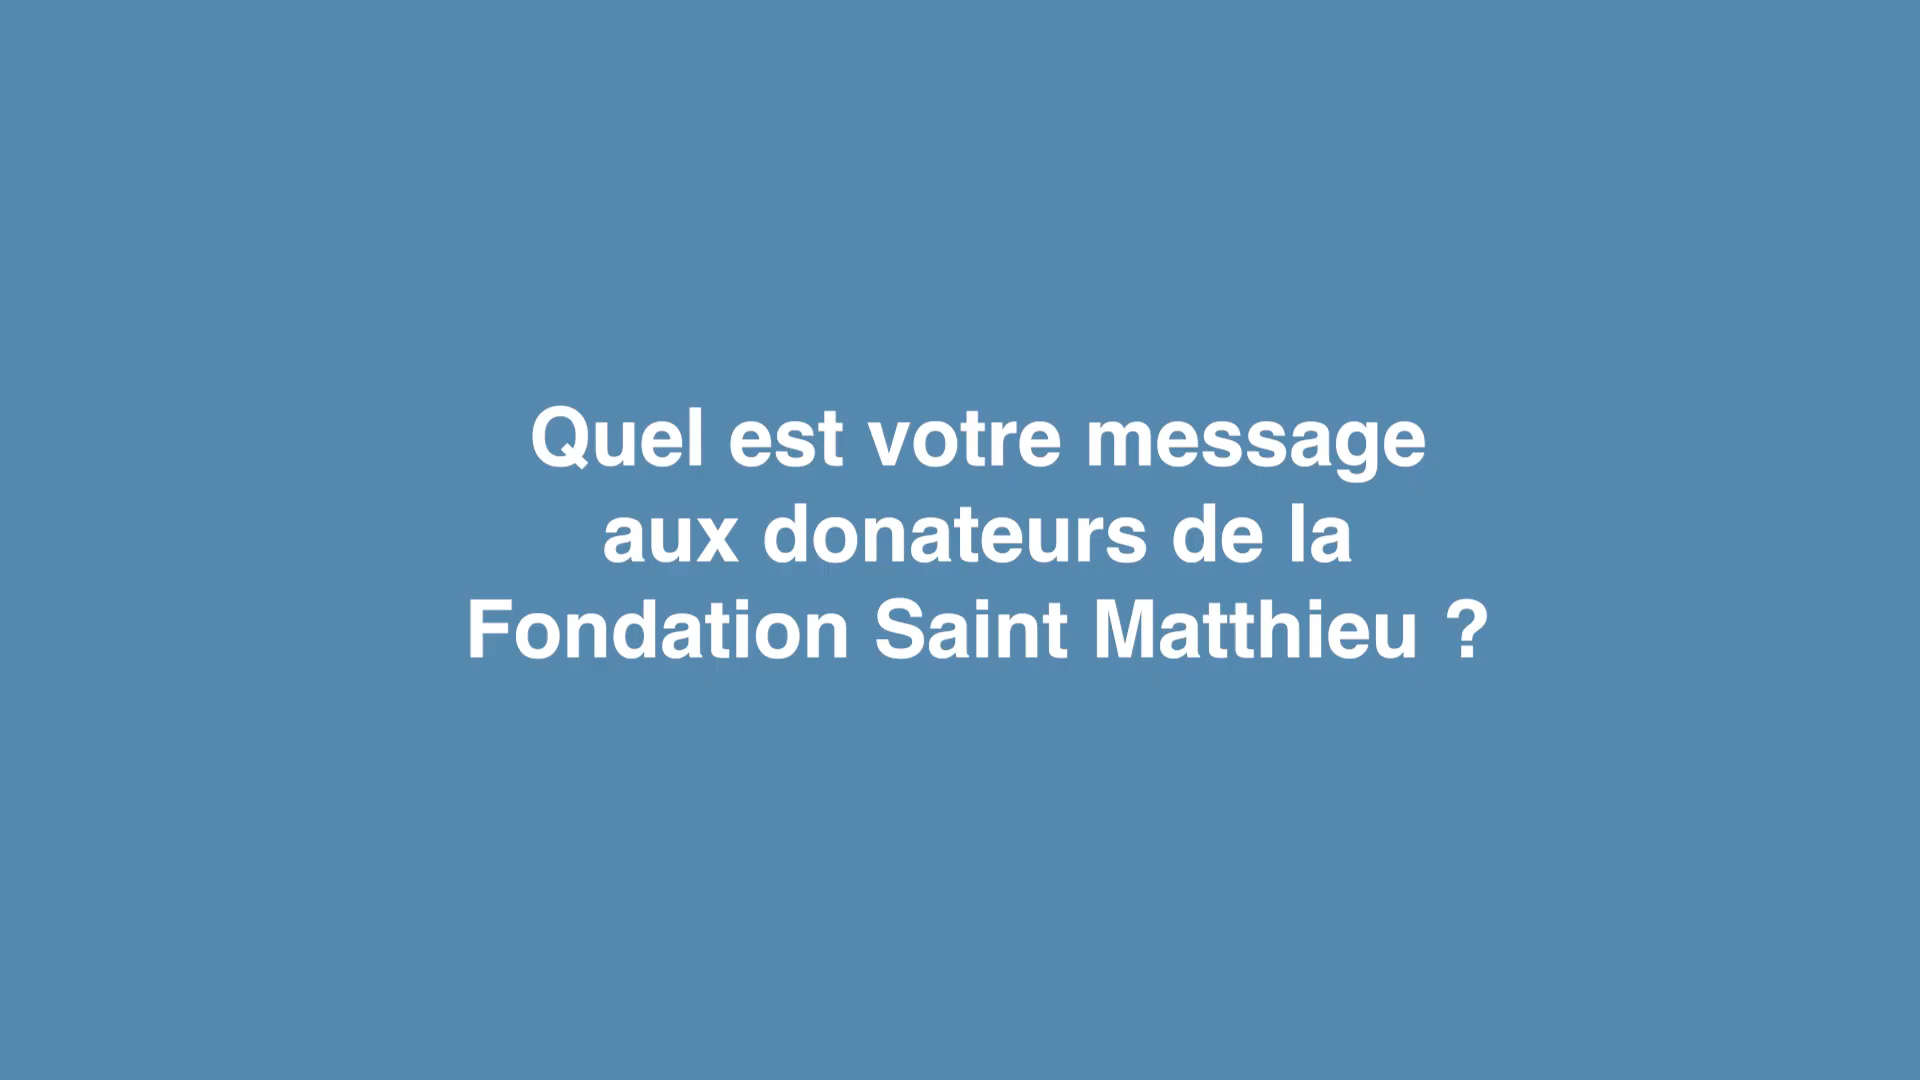 Quel est votre message
aux donateurs de la
Fondation Saint Matthieu ?